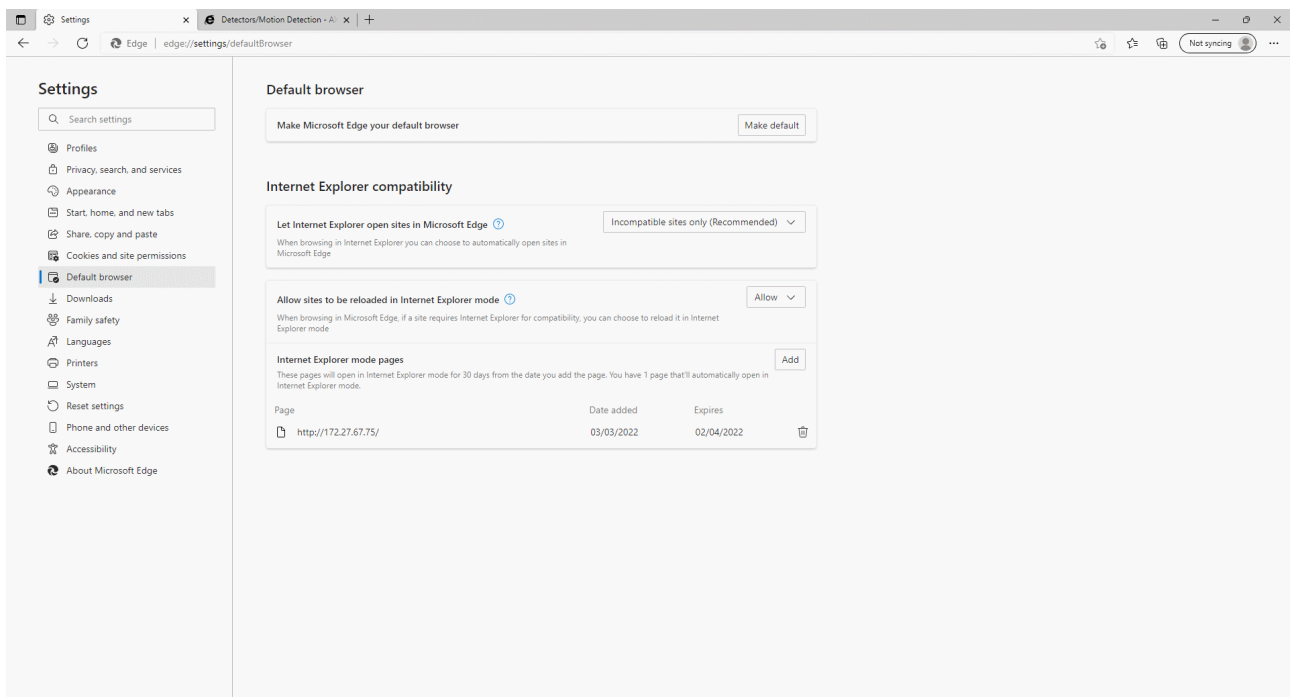 Settings
Detectors/Motion Detection - A
Edge | edge://settings/defaultBrowser
Not syncing
Settings
Search settings
Profiles
Privacy, search, and services
Appearance
Start, home, and new tabs
Share, copy and paste
Cookies and site permissions
Default browser
Downloads
Family safety
Languages
Printers
System
Reset settings
Phone and other devices
Accessibility
About Microsoft Edge
Default browser
Make Microsoft Edge your default browser
Make default
Internet Explorer compatibility
Let Internet Explorer open sites in Microsoft Edge
Incompatible sites only (Recommended)
When browsing in Internet Explorer you can choose to automatically open sites in
Microsoft Edge
Allow sites to be reloaded in Internet Explorer mode
Allow
When browsing in Microsoft Edge, if a site requires Internet Explorer for compatibility, you can choose to reload it in Internet
Explorer mode
Internet Explorer mode pages
Add
These pages will open in Internet Explorer mode for 30 days from the date you add the page. You have 1 page that'll automatically open in
Internet Explorer mode.
Page Date added Expires
http://172.27.67.75/ 03/03/2022 02/04/2022